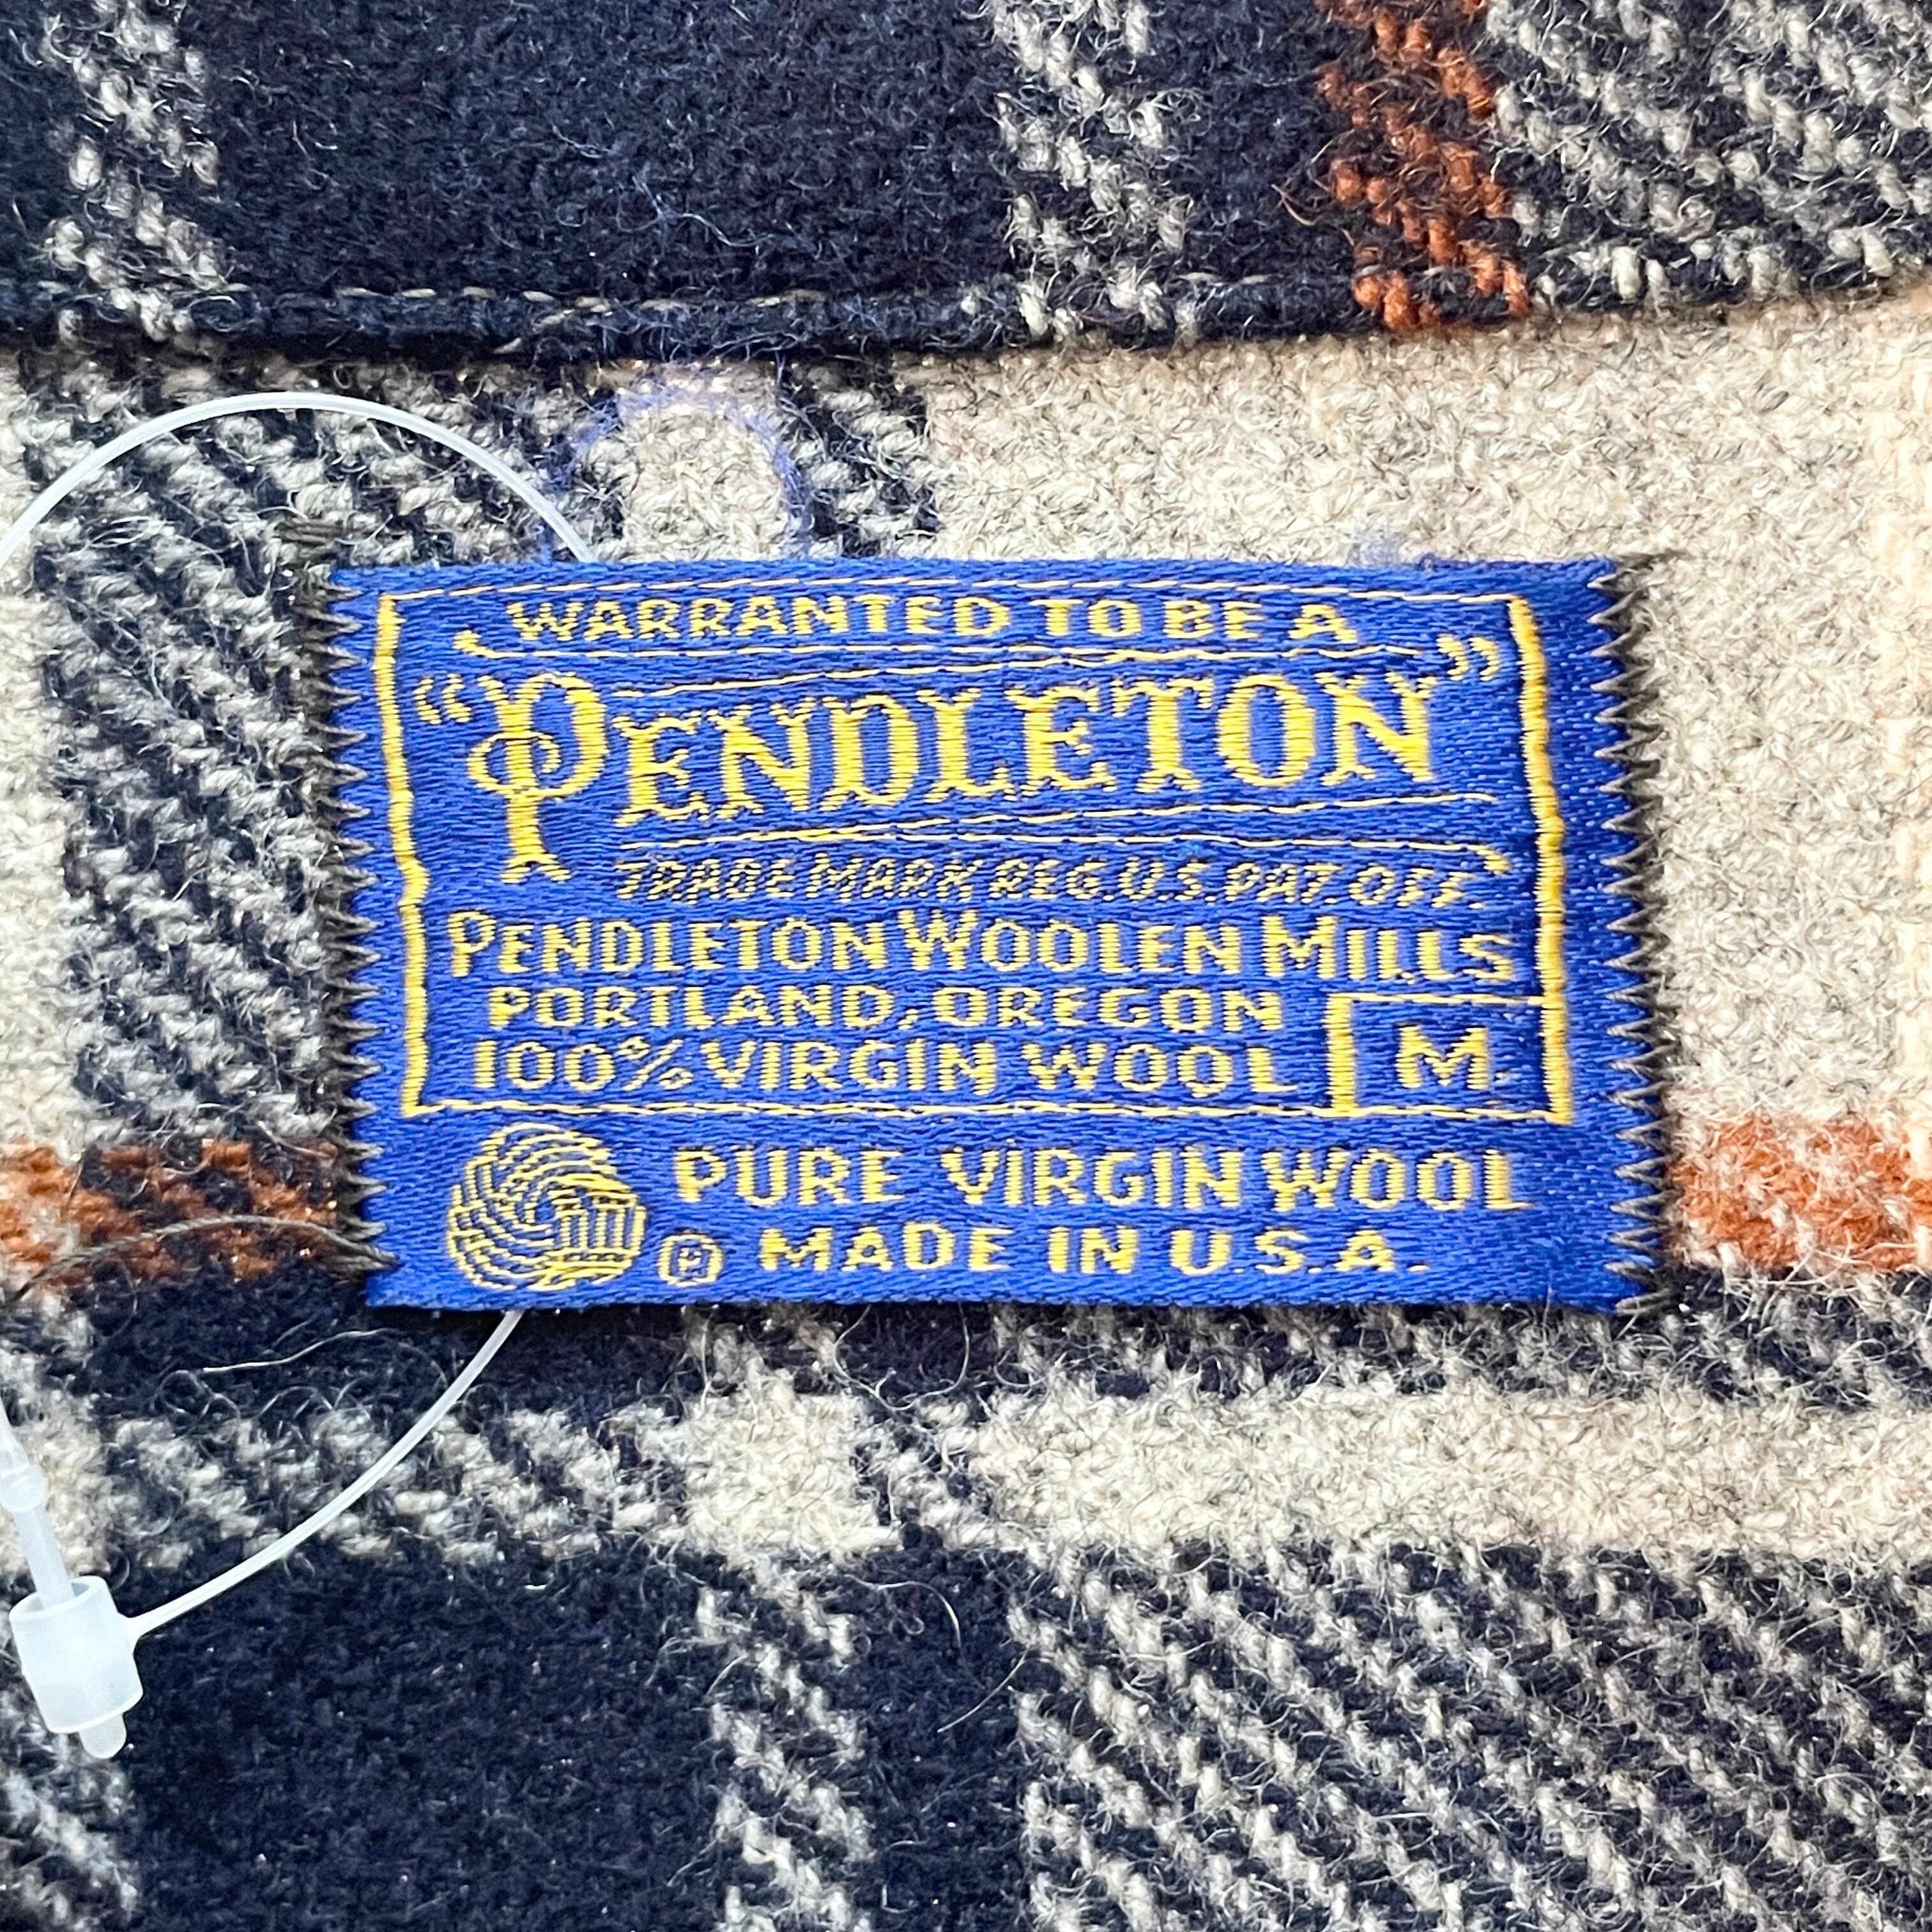 WARRANTED TO BE A
"PENDLETON"
TRADE MARK REG. U.S. PAT. OFF.
PENDLETON WOOLEN MILLS
PORTLAND, OREGON
100% VIRGIN WOOL
M.
PURE VIRGIN WOOL
® MADE IN U.S.A.